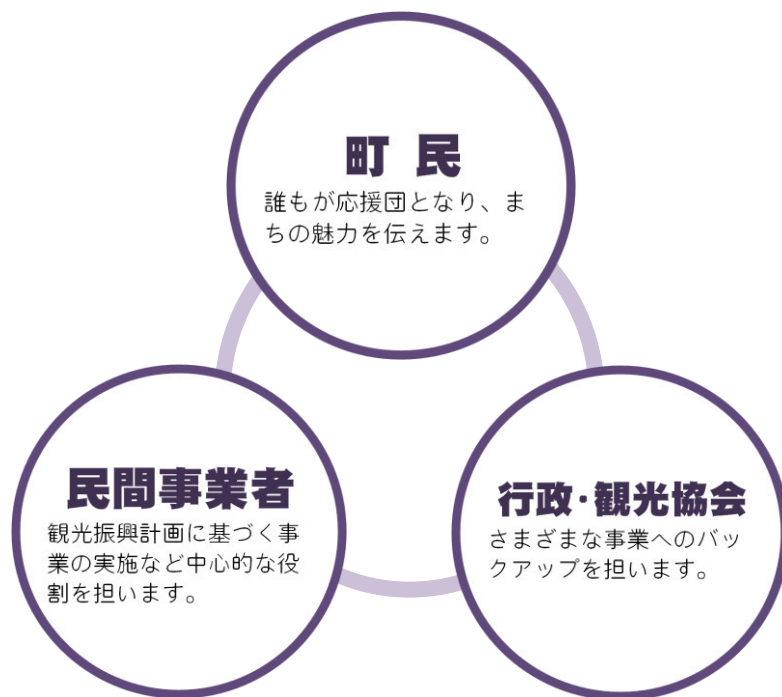 町 民
誰もが応援団となり、ま
ちの魅力を伝えます。
民間事業者
観光振興計画に基づく事
業の実施など中心的な役
割を担います。
行政・観光協会
さまざまな事業へのバッ
クアップを担います。